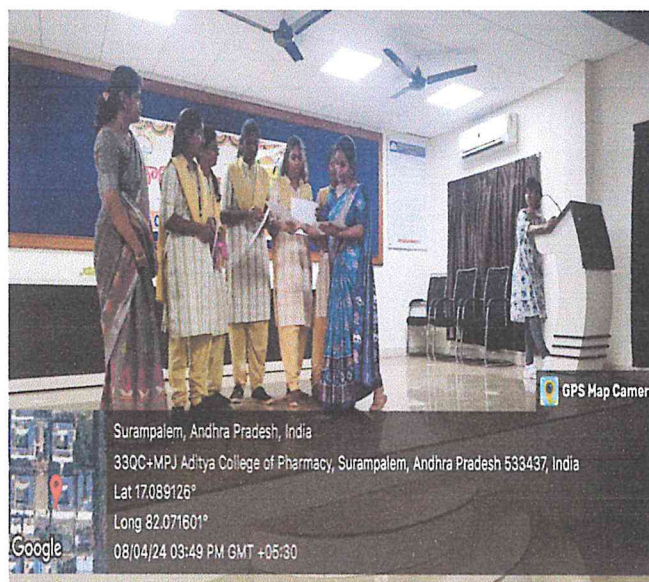 GPS Map Camer
Surampalem, Andhra Pradesh, India
33QC+MPJ Aditya College of Pharmacy, Surampalem, Andhra Pradesh 533437, India
Lat 17.089126°
Long 82.071601°
08/04/24 03:49 PM GMT +05:30
Google